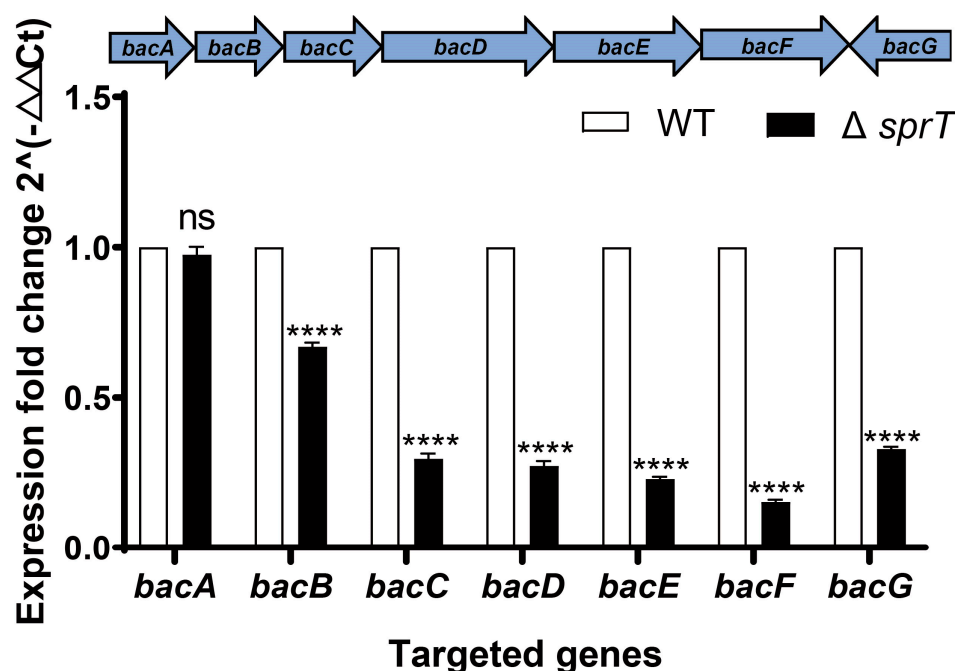 bacA bacB bacC bacD bacE bacF bacG
Expression fold change 2^(-△△Ct)
1.5
1.0
0.5
0.0
WT Δ sprT
ns
****
****
****
****
****
****
bacA bacB bacC bacD bacE bacF bacG
Targeted genes